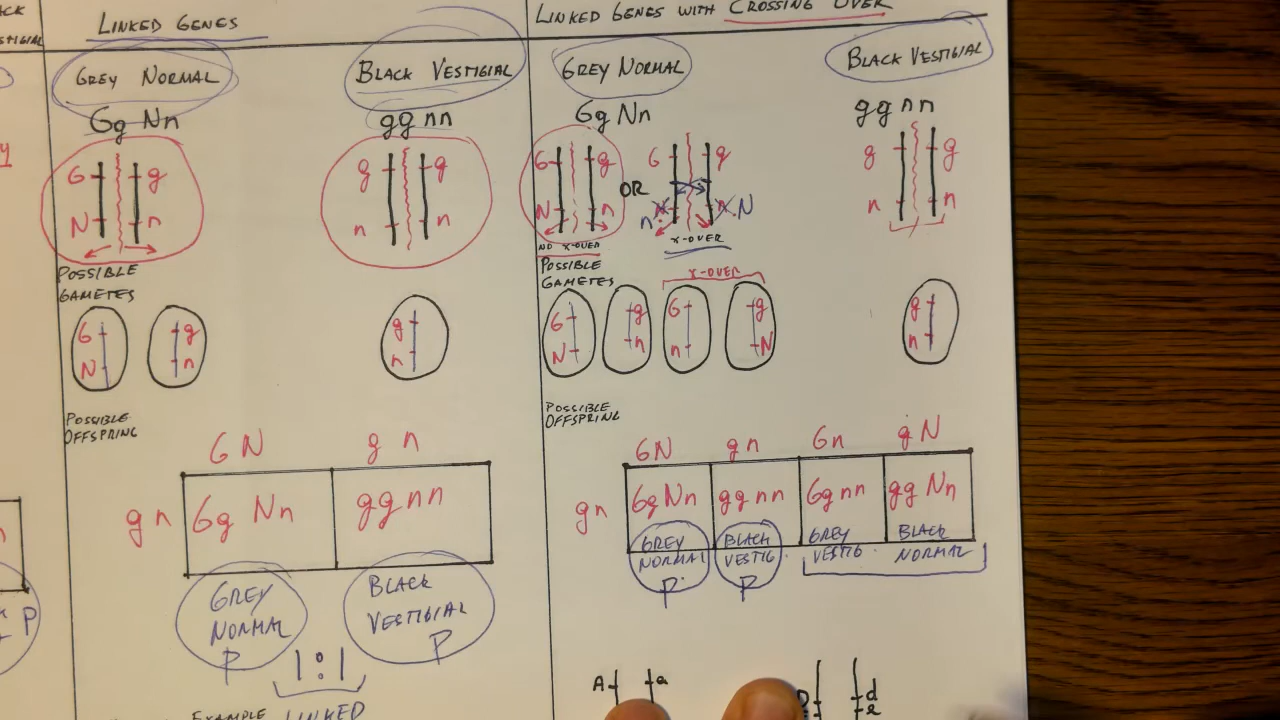 LINKED GENES
GREY NORMAL
BLACK VESTIGIAL
Gg Nn
gg nn
G g
g g
N n
n n
POSSIBLE
GAMETES
G g
g
N n
n
POSSIBLE
OFFSPRING
G N g n
g n Gg Nn gg nn
GREY
NORMAL
P
BLACK
VESTIGIAL
P
1:1
EXAMPLE LINKED
LINKED GENES WITH CROSSING OVER
GREY NORMAL
BLACK VESTIGIAL
Gg Nn
gg nn
G g OR G g
g g
N n N n
n N
n n
NO X-OVER
X-OVER
POSSIBLE
GAMETES
X-OVER
G g G g
g
N n n N
n
POSSIBLE
OFFSPRING
GN gn Gn gN
gn Gg Nn gg nn Gg nn gg Nn
GREY
NORMAL
P
BLACK
VESTIG
P
GREY
VESTIG.
BLACK
NORMAL
A a
D d
e
P